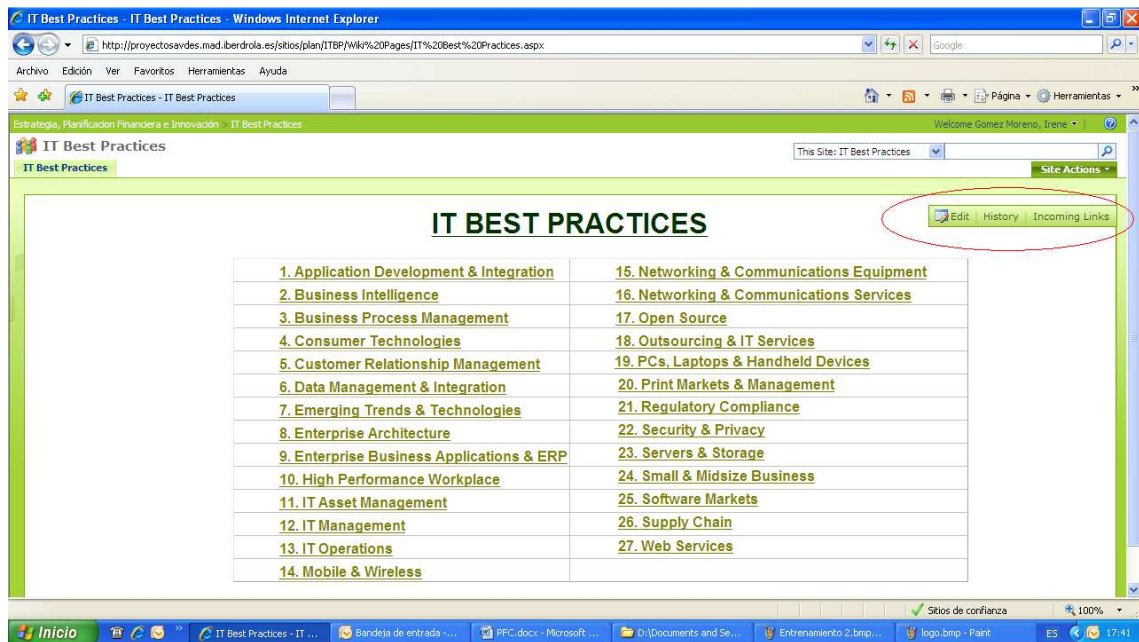 IT Best Practices - IT Best Practices - Windows Internet Explorer
http://proyectosavdes.mad.iberdrola.es/sitios/plan/ITBP/Wiki%20Pages/IT%20Best%20Practices.aspx
Google
Archivo Edición Ver Favoritos Herramientas Ayuda
IT Best Practices - IT Best Practices
Página Herramientas
Estrategia, Planificacion Financiera e Innovación > IT Best Practices
Welcome Gomez Moreno, Irene
IT Best Practices
This Site: IT Best Practices
IT Best Practices
Site Actions
Edit | History | Incoming Links
IT BEST PRACTICES
1. Application Development & Integration
2. Business Intelligence
3. Business Process Management
4. Consumer Technologies
5. Customer Relationship Management
6. Data Management & Integration
7. Emerging Trends & Technologies
8. Enterprise Architecture
9. Enterprise Business Applications & ERP
10. High Performance Workplace
11. IT Asset Management
12. IT Management
13. IT Operations
14. Mobile & Wireless
15. Networking & Communications Equipment
16. Networking & Communications Services
17. Open Source
18. Outsourcing & IT Services
19. PCs, Laptops & Handheld Devices
20. Print Markets & Management
21. Regulatory Compliance
22. Security & Privacy
23. Servers & Storage
24. Small & Midsize Business
25. Software Markets
26. Supply Chain
27. Web Services
Sitios de confianza
100%
Inicio
IT Best Practices - IT ...
Bandeja de entrada -...
PFC.docx - Microsoft ...
D:\Documents and Se...
Entrenamiento 2.bmp...
logo.bmp - Paint
ES
17:41